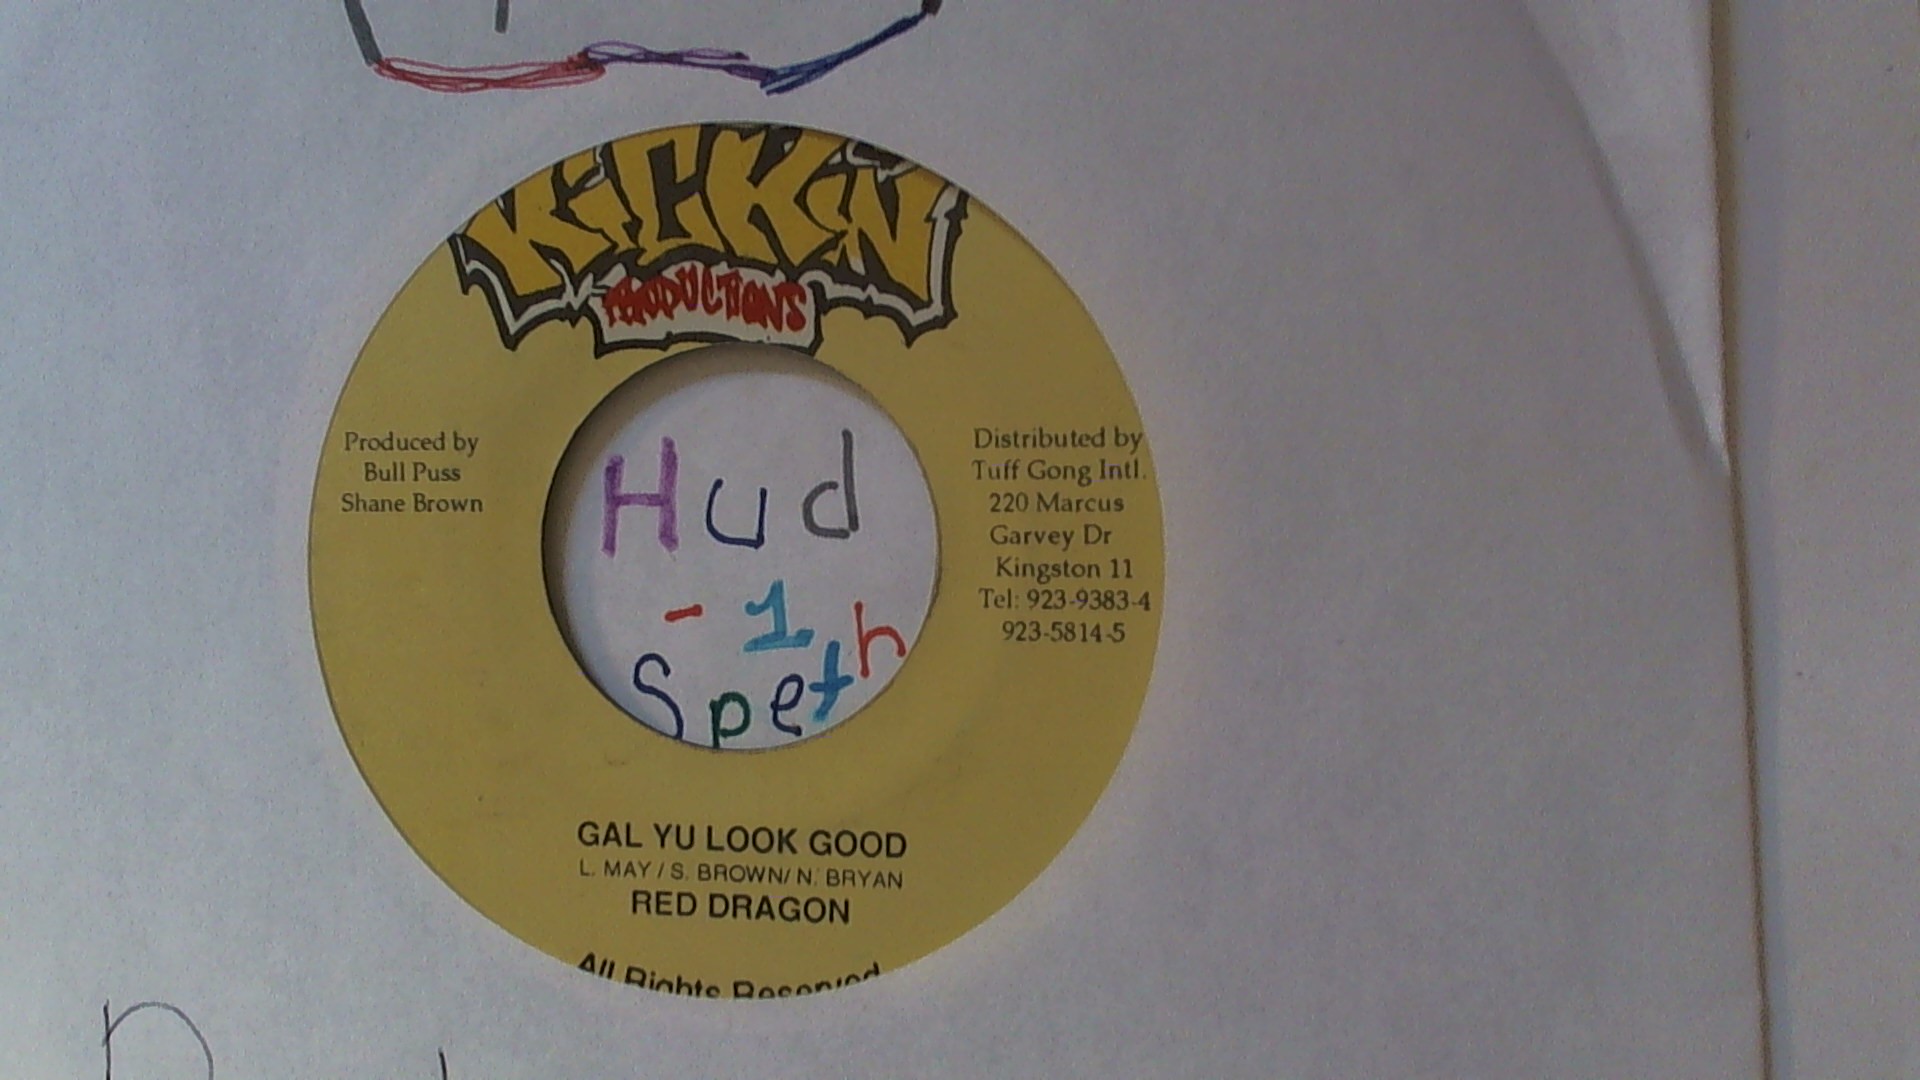 KiCKiN
PRODUCTIONS
Produced by
Bull Puss
Shane Brown
Distributed by
Tuff Gong Intl.
220 Marcus
Garvey Dr
Kingston 11
Tel: 923-9383-4
923-5814-5
Hud
-1
Speth
GAL YU LOOK GOOD
L. MAY / S. BROWN/ N. BRYAN
RED DRAGON
All Rights Reserved